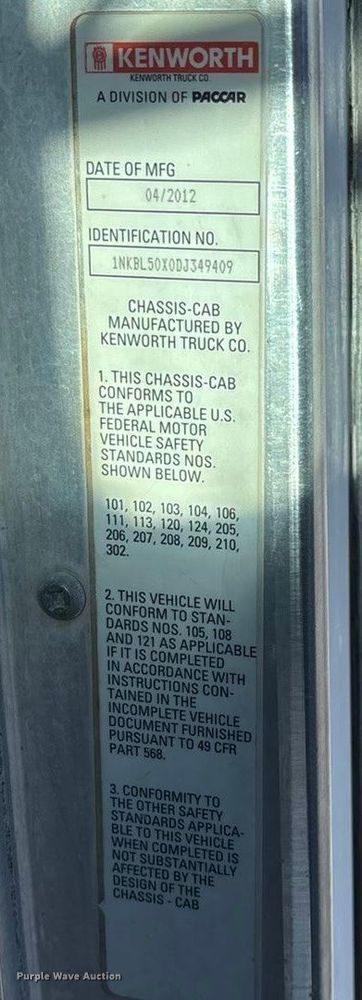 KENWORTH
KENWORTH TRUCK CO.
A DIVISION OF PACCAR
DATE OF MFG
04/2012
IDENTIFICATION NO.
1NKBL50X0DJ349409
CHASSIS-CAB
MANUFACTURED BY
KENWORTH TRUCK CO.
1. THIS CHASSIS-CAB
CONFORMS TO
THE APPLICABLE U.S.
FEDERAL MOTOR
VEHICLE SAFETY
STANDARDS NOS.
SHOWN BELOW.
101, 102, 103, 104, 106,
111, 113, 120, 124, 205,
206, 207, 208, 209, 210,
302.
2. THIS VEHICLE WILL
CONFORM TO STAN-
DARDS NOS. 105, 108
AND 121 AS APPLICABLE
IF IT IS COMPLETED
IN ACCORDANCE WITH
INSTRUCTIONS CON-
TAINED IN THE
INCOMPLETE VEHICLE
DOCUMENT FURNISHED
PURSUANT TO 49 CFR
PART 568.
3. CONFORMITY TO
THE OTHER SAFETY
STANDARDS APPLICA-
BLE TO THIS VEHICLE
WHEN COMPLETED IS
NOT SUBSTANTIALLY
AFFECTED BY THE
DESIGN OF THE
CHASSIS - CAB
Purple Wave Auction